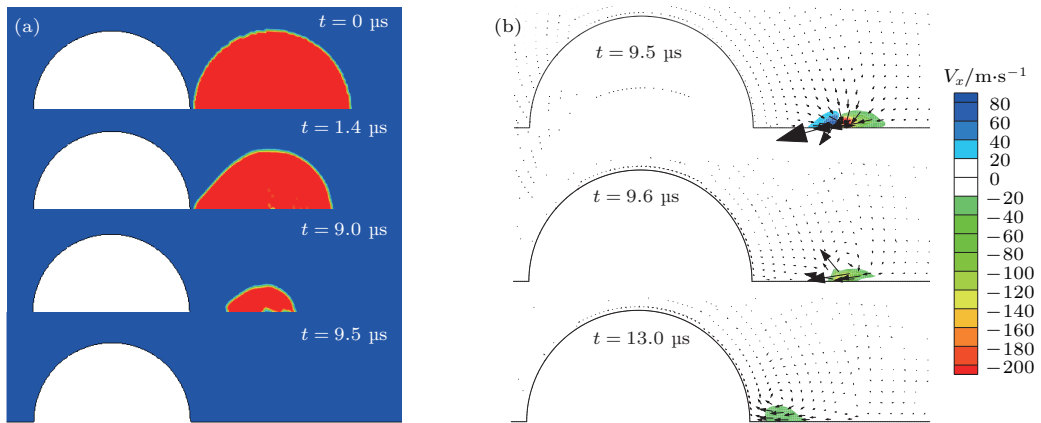 (a)
t = 0 µs
t = 1.4 µs
t = 9.0 µs
t = 9.5 µs
(b)
t = 9.5 µs
t = 9.6 µs
t = 13.0 µs
Vx/m·s−1
80
60
40
20
0
−20
−40
−60
−80
−100
−120
−140
−160
−180
−200